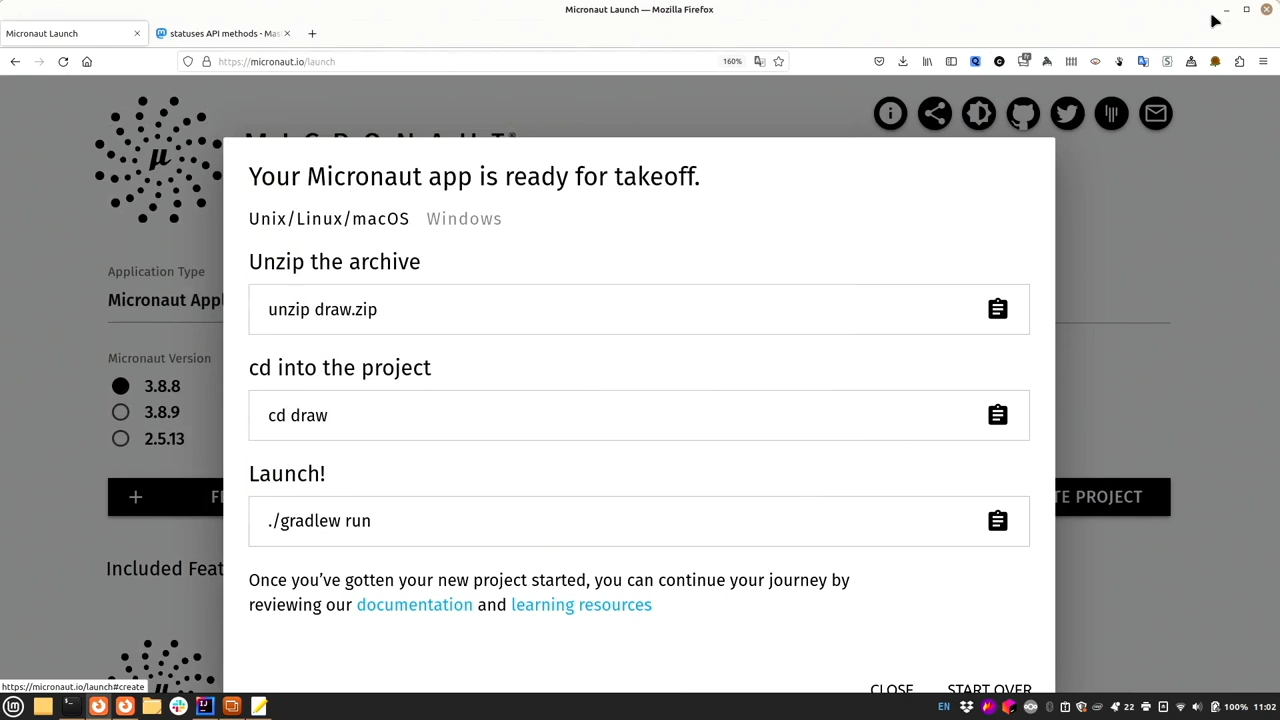 Micronaut Launch — Mozilla Firefox
Micronaut Launch
statuses API methods - Mas
https://micronaut.io/launch
160%
Your Micronaut app is ready for takeoff.
Unix/Linux/macOS Windows
Unzip the archive
unzip draw.zip
cd into the project
cd draw
Launch!
./gradlew run
Once you’ve gotten your new project started, you can continue your journey by
reviewing our documentation and learning resources
CLOSE START OVER
Application Type
Micronaut Appl
Micronaut Version
3.8.8
3.8.9
2.5.13
FE
TE PROJECT
Included Feat
https://micronaut.io/launch#create
EN 22 100% 11:02